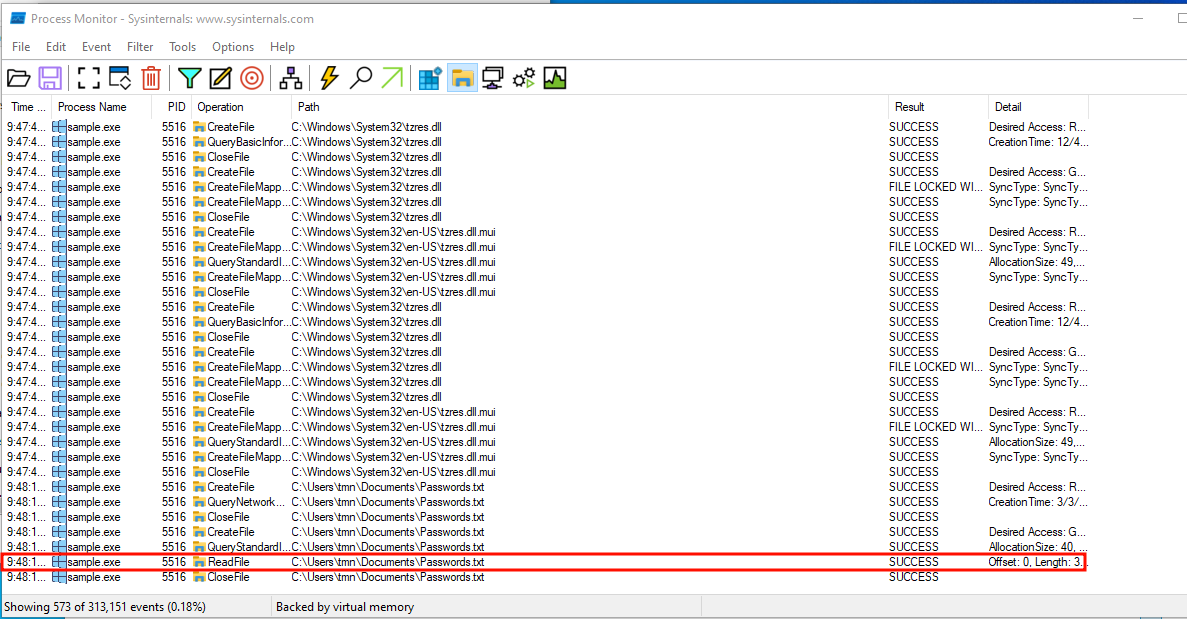 Process Monitor - Sysinternals: www.sysinternals.com
File Edit Event Filter Tools Options Help
Time ... Process Name PID Operation Path Result Detail
9:47:4... sample.exe 5516 CreateFile C:\Windows\System32\tzres.dll SUCCESS Desired Access: R...
9:47:4... sample.exe 5516 QueryBasicInfor... C:\Windows\System32\tzres.dll SUCCESS CreationTime: 12/4...
9:47:4... sample.exe 5516 CloseFile C:\Windows\System32\tzres.dll SUCCESS
9:47:4... sample.exe 5516 CreateFile C:\Windows\System32\tzres.dll SUCCESS Desired Access: G...
9:47:4... sample.exe 5516 CreateFileMapp... C:\Windows\System32\tzres.dll FILE LOCKED WI... SyncType: SyncTy...
9:47:4... sample.exe 5516 CreateFileMapp... C:\Windows\System32\tzres.dll SUCCESS SyncType: SyncTy...
9:47:4... sample.exe 5516 CloseFile C:\Windows\System32\tzres.dll SUCCESS
9:47:4... sample.exe 5516 CreateFile C:\Windows\System32\en-US\tzres.dll.mui SUCCESS Desired Access: R...
9:47:4... sample.exe 5516 CreateFileMapp... C:\Windows\System32\en-US\tzres.dll.mui FILE LOCKED WI... SyncType: SyncTy...
9:47:4... sample.exe 5516 QueryStandardI... C:\Windows\System32\en-US\tzres.dll.mui SUCCESS AllocationSize: 49,...
9:47:4... sample.exe 5516 CreateFileMapp... C:\Windows\System32\en-US\tzres.dll.mui SUCCESS SyncType: SyncTy...
9:47:4... sample.exe 5516 CloseFile C:\Windows\System32\en-US\tzres.dll.mui SUCCESS
9:47:4... sample.exe 5516 CreateFile C:\Windows\System32\tzres.dll SUCCESS Desired Access: R...
9:47:4... sample.exe 5516 QueryBasicInfor... C:\Windows\System32\tzres.dll SUCCESS CreationTime: 12/4...
9:47:4... sample.exe 5516 CloseFile C:\Windows\System32\tzres.dll SUCCESS
9:47:4... sample.exe 5516 CreateFile C:\Windows\System32\tzres.dll SUCCESS Desired Access: G...
9:47:4... sample.exe 5516 CreateFileMapp... C:\Windows\System32\tzres.dll FILE LOCKED WI... SyncType: SyncTy...
9:47:4... sample.exe 5516 CreateFileMapp... C:\Windows\System32\tzres.dll SUCCESS SyncType: SyncTy...
9:47:4... sample.exe 5516 CloseFile C:\Windows\System32\tzres.dll SUCCESS
9:47:4... sample.exe 5516 CreateFile C:\Windows\System32\en-US\tzres.dll.mui SUCCESS Desired Access: R...
9:47:4... sample.exe 5516 CreateFileMapp... C:\Windows\System32\en-US\tzres.dll.mui FILE LOCKED WI... SyncType: SyncTy...
9:47:4... sample.exe 5516 QueryStandardI... C:\Windows\System32\en-US\tzres.dll.mui SUCCESS AllocationSize: 49,...
9:47:4... sample.exe 5516 CreateFileMapp... C:\Windows\System32\en-US\tzres.dll.mui SUCCESS SyncType: SyncTy...
9:47:4... sample.exe 5516 CloseFile C:\Windows\System32\en-US\tzres.dll.mui SUCCESS
9:48:1... sample.exe 5516 CreateFile C:\Users\tmn\Documents\Passwords.txt SUCCESS Desired Access: R...
9:48:1... sample.exe 5516 QueryNetwork... C:\Users\tmn\Documents\Passwords.txt SUCCESS CreationTime: 3/3/...
9:48:1... sample.exe 5516 CloseFile C:\Users\tmn\Documents\Passwords.txt SUCCESS
9:48:1... sample.exe 5516 CreateFile C:\Users\tmn\Documents\Passwords.txt SUCCESS Desired Access: G...
9:48:1... sample.exe 5516 QueryStandardI... C:\Users\tmn\Documents\Passwords.txt SUCCESS AllocationSize: 40, ...
9:48:1... sample.exe 5516 ReadFile C:\Users\tmn\Documents\Passwords.txt SUCCESS Offset: 0, Length: 3...
9:48:1... sample.exe 5516 CloseFile C:\Users\tmn\Documents\Passwords.txt SUCCESS
Showing 573 of 313,151 events (0.18%) Backed by virtual memory